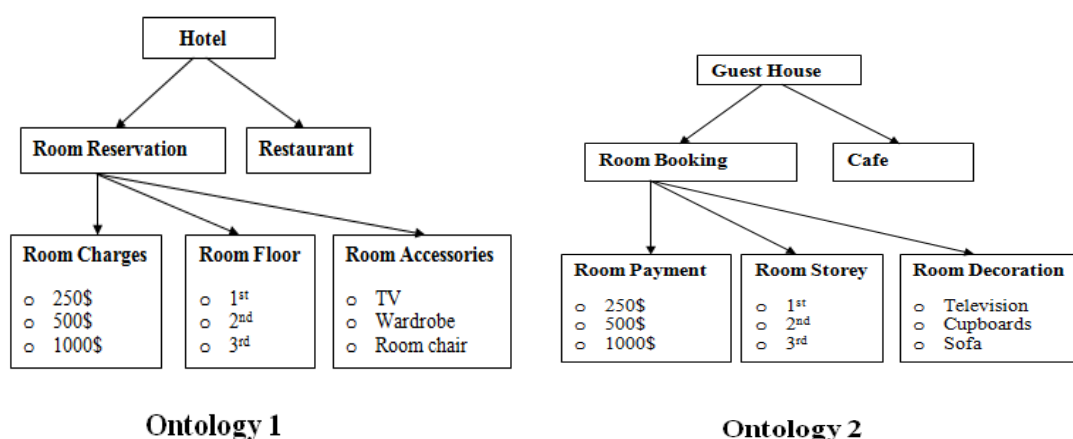 Hotel
Room Reservation
Restaurant
Room Charges
o 250$
o 500$
o 1000$
Room Floor
o 1st
o 2nd
o 3rd
Room Accessories
o TV
o Wardrobe
o Room chair
Ontology 1
Guest House
Room Booking
Cafe
Room Payment
o 250$
o 500$
o 1000$
Room Storey
o 1st
o 2nd
o 3rd
Room Decoration
o Television
o Cupboards
o Sofa
Ontology 2